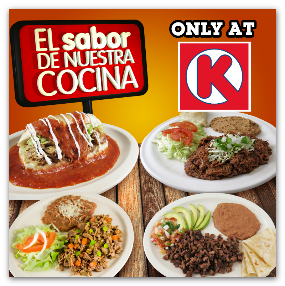 EL sabor
DE NUESTRA
COCINA
ONLY AT
K